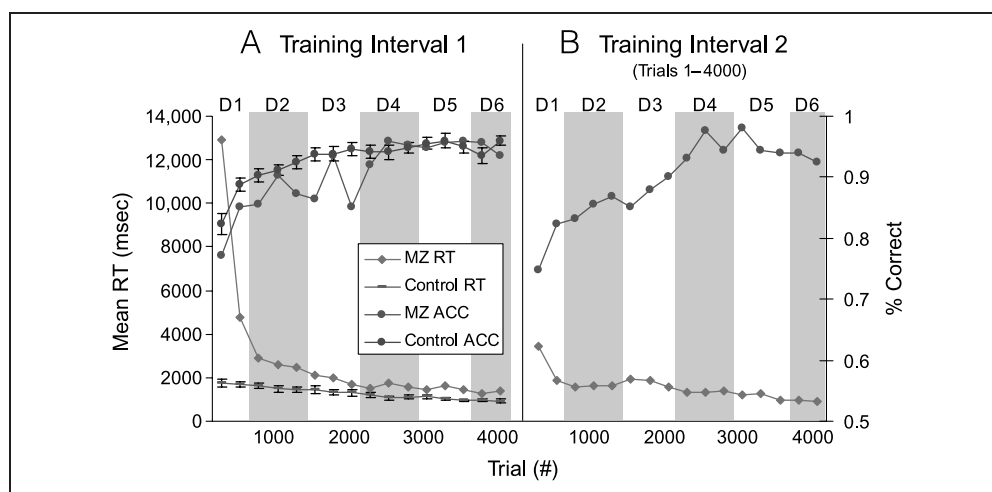 A Training Interval 1
B Training Interval 2
(Trials 1–4000)
D1 D2 D3 D4 D5 D6
D1 D2 D3 D4 D5 D6
14,000
12,000
10,000
8000
6000
4000
2000
0
Mean RT (msec)
MZ RT
Control RT
MZ ACC
Control ACC
1
0.9
0.8
0.7
0.6
0.5
% Correct
1000 2000 3000 4000
1000 2000 3000 4000
Trial (#)